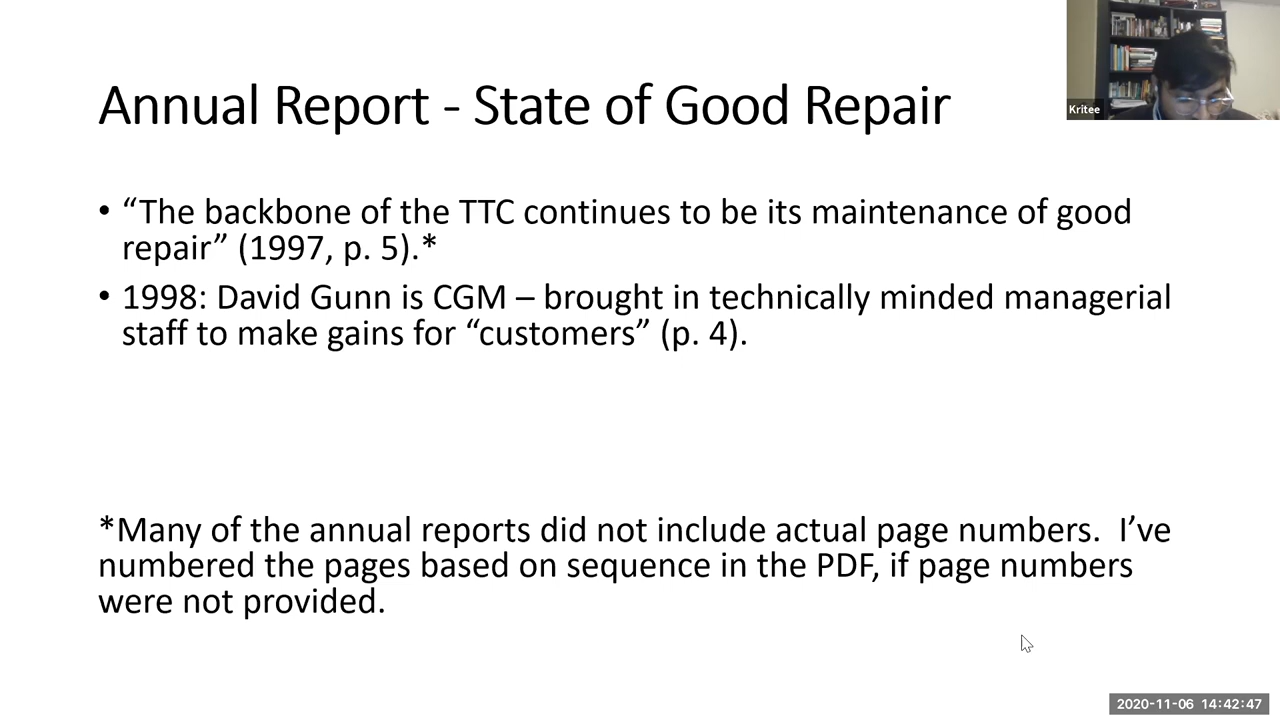 Annual Report - State of Good Repair
Kritee
• “The backbone of the TTC continues to be its maintenance of good
repair” (1997, p. 5).*
• 1998: David Gunn is CGM – brought in technically minded managerial
staff to make gains for “customers” (p. 4).
*Many of the annual reports did not include actual page numbers.  I’ve
numbered the pages based on sequence in the PDF, if page numbers
were not provided.
2020-11-06 14:42:47